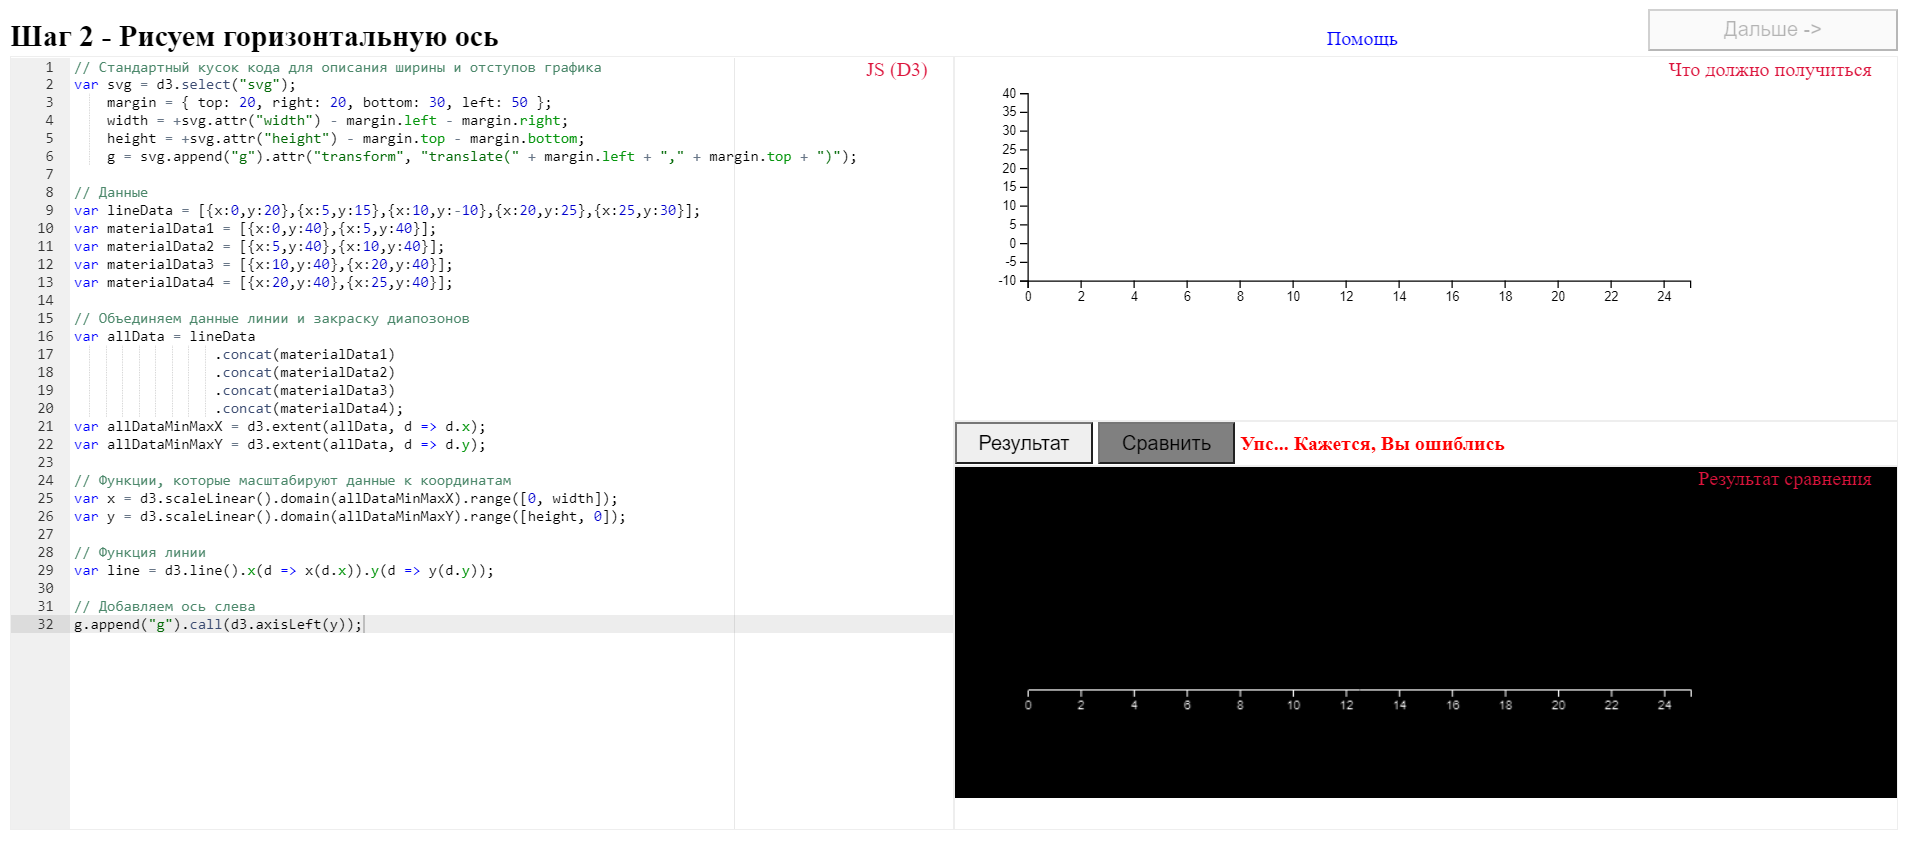 Шаг 2 - Рисуем горизонтальную ось
Помощь
Дальше ->
JS (D3)
1 // Стандартный кусок кода для описания ширины и отступов графика
2 var svg = d3.select("svg");
3 margin = { top: 20, right: 20, bottom: 30, left: 50 };
4 width = +svg.attr("width") - margin.left - margin.right;
5 height = +svg.attr("height") - margin.top - margin.bottom;
6 g = svg.append("g").attr("transform", "translate(" + margin.left + "," + margin.top + ")");
7
8 // Данные
9 var lineData = [{x:0,y:20},{x:5,y:15},{x:10,y:-10},{x:20,y:25},{x:25,y:30}];
10 var materialData1 = [{x:0,y:40},{x:5,y:40}];
11 var materialData2 = [{x:5,y:40},{x:10,y:40}];
12 var materialData3 = [{x:10,y:40},{x:20,y:40}];
13 var materialData4 = [{x:20,y:40},{x:25,y:40}];
14
15 // Объединяем данные линии и закраску диапозонов
16 var allData = lineData
17 .concat(materialData1)
18 .concat(materialData2)
19 .concat(materialData3)
20 .concat(materialData4);
21 var allDataMinMaxX = d3.extent(allData, d => d.x);
22 var allDataMinMaxY = d3.extent(allData, d => d.y);
23
24 // Функции, которые масштабируют данные к координатам
25 var x = d3.scaleLinear().domain(allDataMinMaxX).range([0, width]);
26 var y = d3.scaleLinear().domain(allDataMinMaxY).range([height, 0]);
27
28 // Функция линии
29 var line = d3.line().x(d => x(d.x)).y(d => y(d.y));
30
31 // Добавляем ось слева
32 g.append("g").call(d3.axisLeft(y));
Что должно получиться
40
35
30
25
20
15
10
5
0
-5
-10
0 2 4 6 8 10 12 14 16 18 20 22 24
Результат
Сравнить
Упс... Кажется, Вы ошиблись
Результат сравнения
0 2 4 6 8 10 12 14 16 18 20 22 24